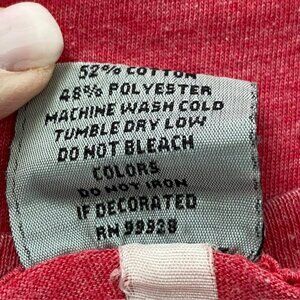 52% COTTON
48% POLYESTER
MACHINE WASH COLD
TUMBLE DRY LOW
DO NOT BLEACH
COLORS
DO NOT IRON
IF DECORATED
RN 99928